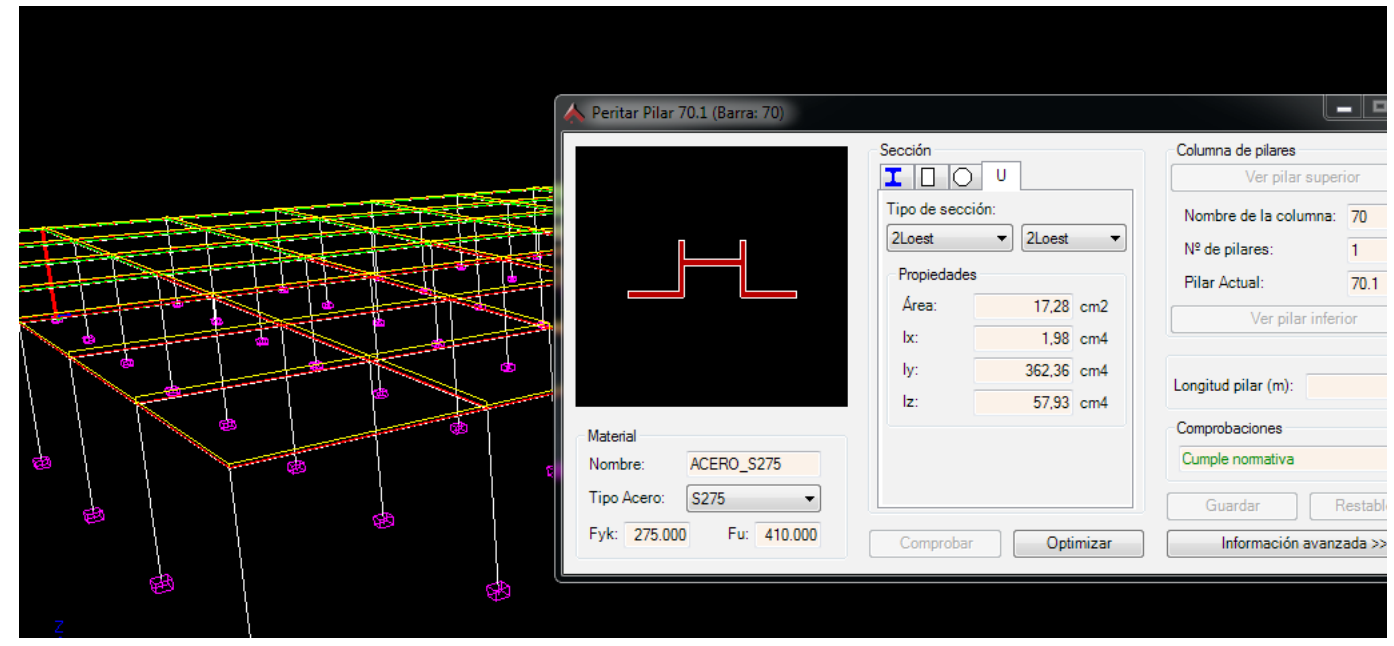 Peritar Pilar 70.1 (Barra: 70)
Sección
U
Tipo de sección:
2Loest 2Loest
Propiedades
Área: 17,28 cm2
Ix: 1,98 cm4
Iy: 362,36 cm4
Iz: 57,93 cm4
Material
Nombre: ACERO_S275
Tipo Acero: S275
Fyk: 275.000 Fu: 410.000
Comprobar Optimizar
Columna de pilares
Ver pilar superior
Nombre de la columna: 70
Nº de pilares: 1
Pilar Actual: 70.1
Ver pilar inferior
Longitud pilar (m):
Comprobaciones
Cumple normativa
Guardar Restabl
Información avanzada >>
Z